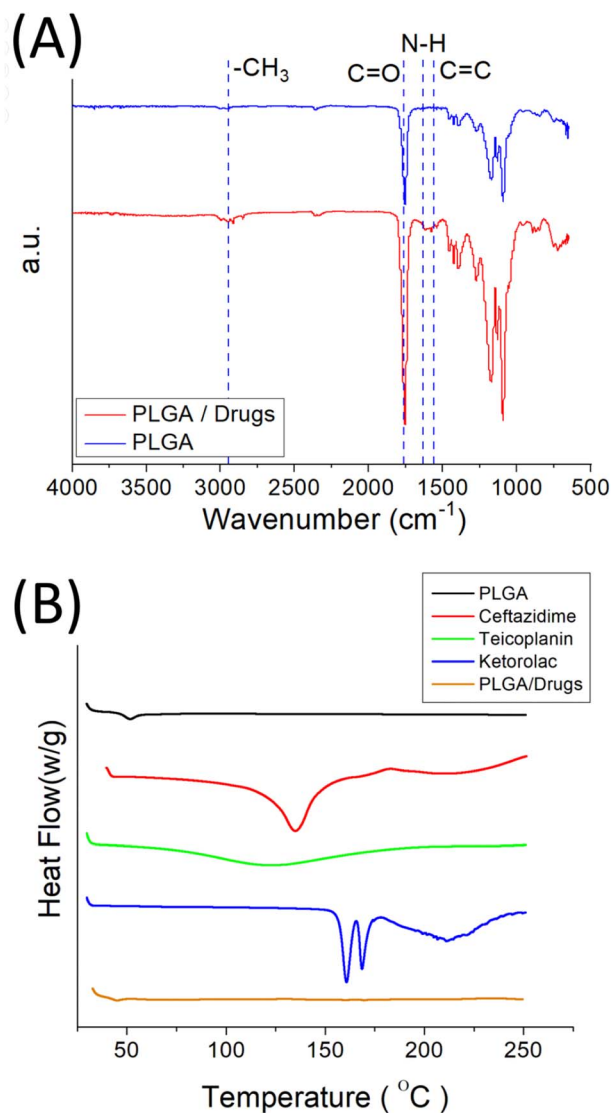 (A)
-CH₃
C=O
N-H
C=C
a.u.
PLGA / Drugs
PLGA
4000 3500 3000 2500 2000 1500 1000 500
Wavenumber (cm⁻¹)
(B)
PLGA
Ceftazidime
Teicoplanin
Ketorolac
PLGA/Drugs
Heat Flow(w/g)
50 100 150 200 250
Temperature ( °C )